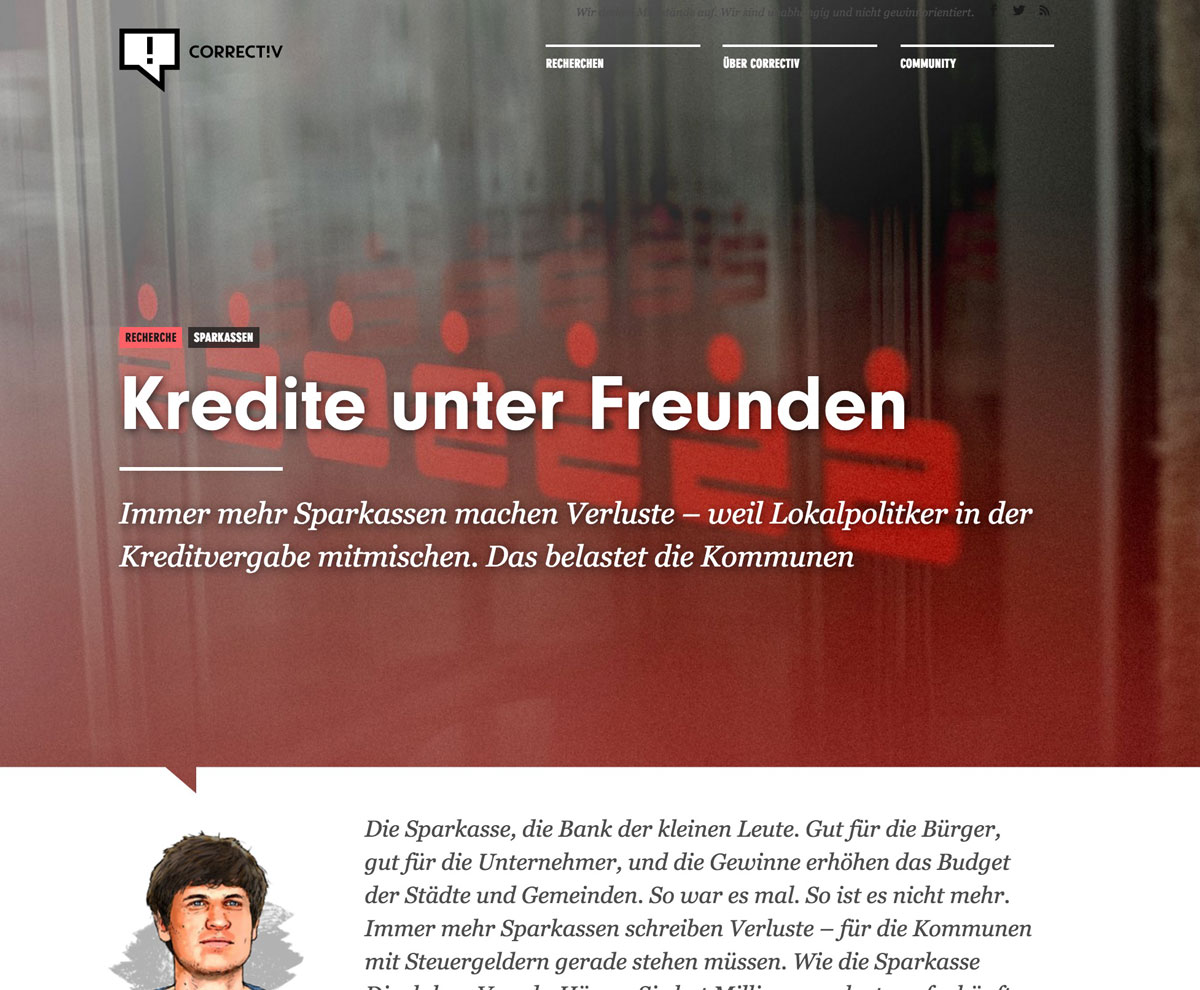 Wir decken Missstände auf. Wir sind unabhängig und nicht gewinnorientiert.
CORRECT!V
RECHERCHEN
ÜBER CORRECTIV
COMMUNITY
RECHERCHE
SPARKASSEN
Kredite unter Freunden
Immer mehr Sparkassen machen Verluste – weil Lokalpolitker in der
Kreditvergabe mitmischen. Das belastet die Kommunen
Die Sparkasse, die Bank der kleinen Leute. Gut für die Bürger,
gut für die Unternehmer, und die Gewinne erhöhen das Budget
der Städte und Gemeinden. So war es mal. So ist es nicht mehr.
Immer mehr Sparkassen schreiben Verluste – für die Kommunen
mit Steuergeldern gerade stehen müssen. Wie die Sparkasse